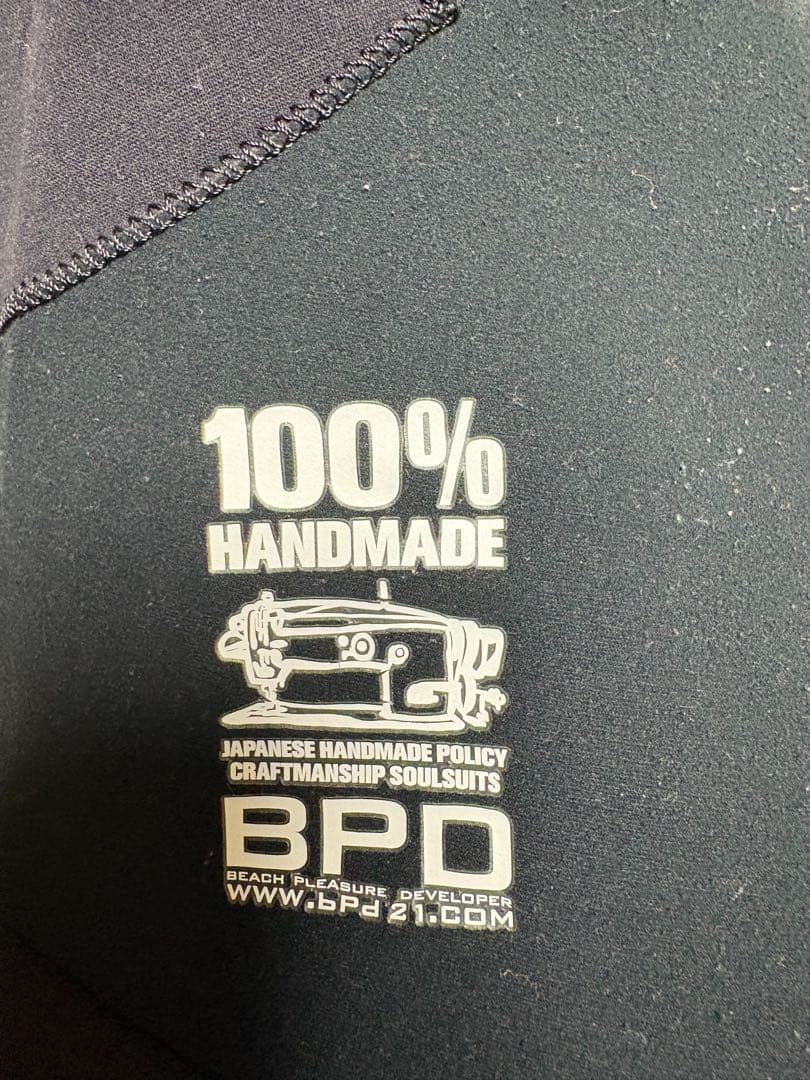 100%
HANDMADE
JAPANESE HANDMADE POLICY
CRAFTMANSHIP SOULSUITS
BPD
BEACH PLEASURE DEVELOPER
WWW.bPd21.COM